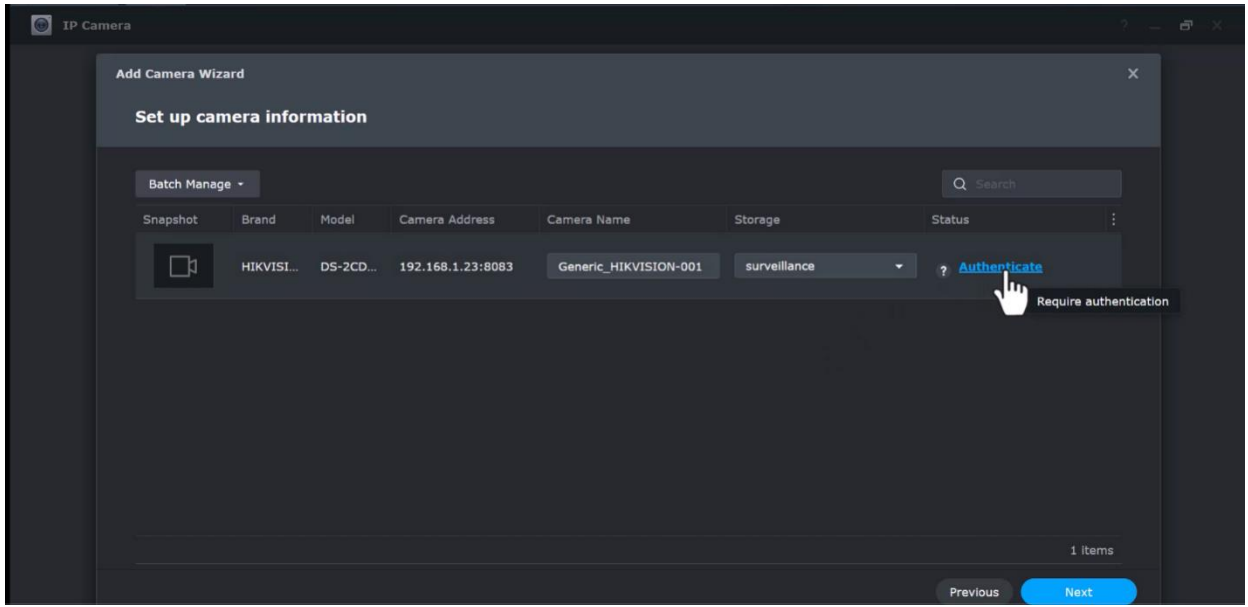 IP Camera
Add Camera Wizard
Set up camera information
Batch Manage
Search
Snapshot Brand Model Camera Address Camera Name Storage Status
HIKVISI... DS-2CD... 192.168.1.23:8083 Generic_HIKVISION-001 surveillance ? Authenticate
Require authentication
1 items
Previous Next